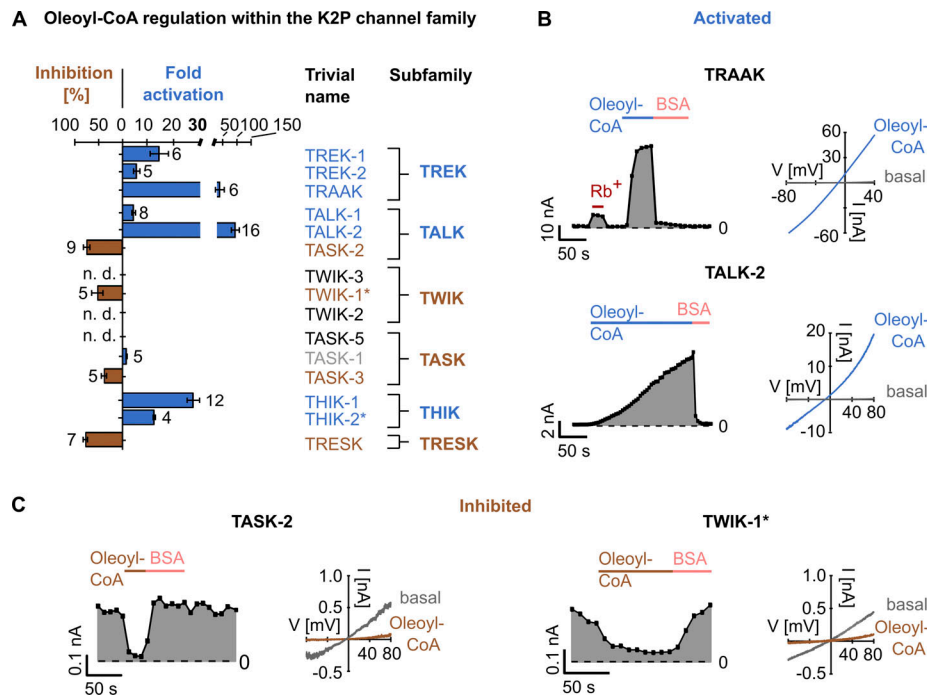 A Oleoyl-CoA regulation within the K2P channel family
Inhibition [%]
Fold activation
Trivial name
Subfamily
100 50 0 10 20 30 50 100 150
6 TREK-1
5 TREK-2 TREK
6 TRAAK
8 TALK-1
16 TALK-2 TALK
9 TASK-2
n. d. TWIK-3
5 TWIK-1* TWIK
n. d. TWIK-2
n. d. TASK-5
5 TASK-1 TASK
5 TASK-3
12 THIK-1 THIK
4 THIK-2*
7 TRESK TRESK
B Activated
TRAAK
Oleoyl-CoA BSA
Rb+
10 nA
50 s
0
60
Oleoyl-CoA
V [mV]
basal
-80 40
I [nA]
-60
TALK-2
Oleoyl-CoA BSA
2 nA
50 s
0
20
I [nA]
Oleoyl-CoA
10
V [mV]
basal
40 80
-10
C Inhibited
TASK-2
Oleoyl-BSA
CoA
0.1 nA
50 s
0
1.0
I [nA]
basal
0.5
V [mV]
Oleoyl-CoA
40 80
-0.5
TWIK-1*
Oleoyl-CoA BSA
0.1 nA
50 s
0
1.0
I [nA]
basal
0.5
V [mV]
Oleoyl-CoA
40 80
-0.5